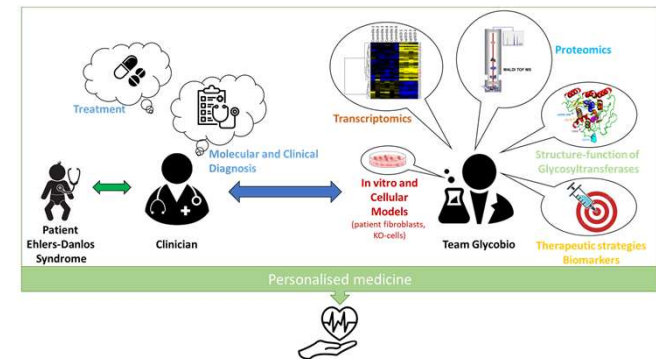 Treatment
Molecular and Clinical
Diagnosis
Patient
Ehlers-Danlos
Syndrome
Clinician
Transcriptomics
MALDI TOF MS
Proteomics
In vitro and
Cellular
Models
(patient fibroblasts,
KO-cells)
Team Glycobio
Structure-function of
Glycosyltransferases
Therapeutic strategies
Biomarkers
Personalised medicine